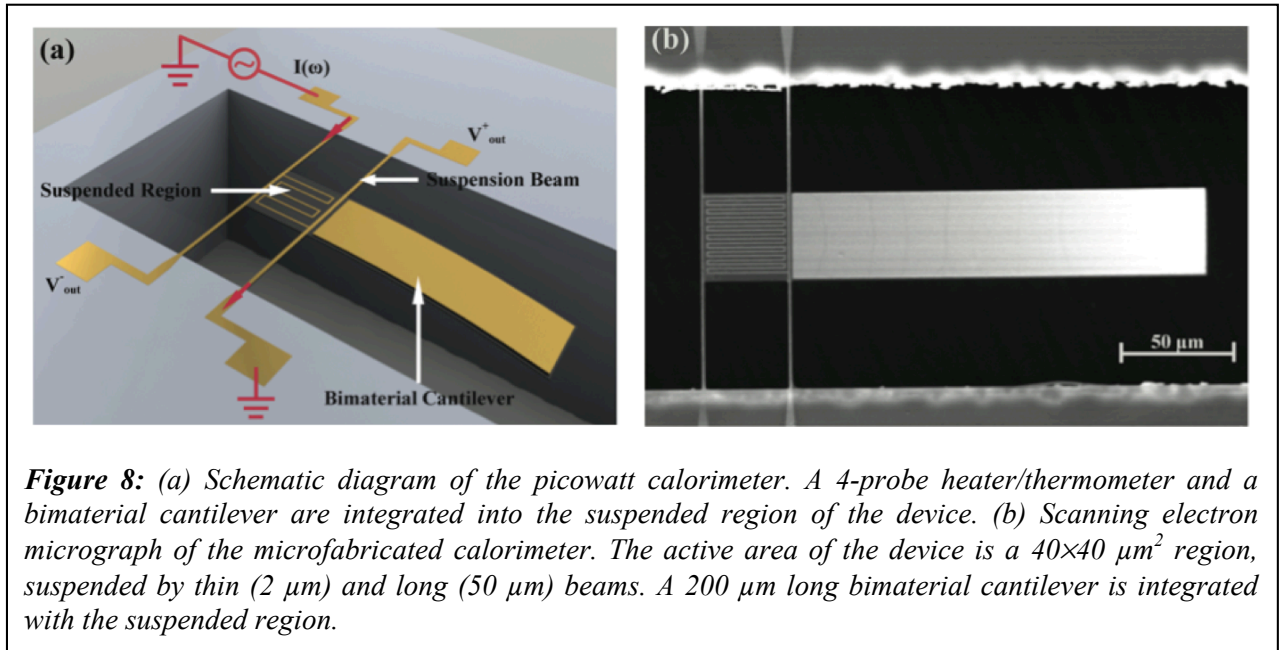 (a)
I(ω)
V⁺out
Suspended Region
Suspension Beam
V⁻out
Bimaterial Cantilever
(b)
50 µm
Figure 8: (a) Schematic diagram of the picowatt calorimeter. A 4-probe heater/thermometer and a
bimaterial cantilever are integrated into the suspended region of the device. (b) Scanning electron
micrograph of the microfabricated calorimeter. The active area of the device is a 40×40 µm² region,
suspended by thin (2 µm) and long (50 µm) beams. A 200 µm long bimaterial cantilever is integrated
with the suspended region.